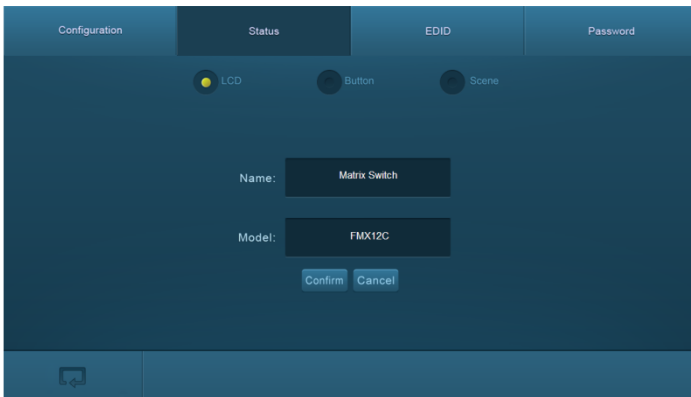 Configuration Status EDID Password
LCD Button Scene
Name: Matrix Switch
Model: FMX12C
Confirm Cancel